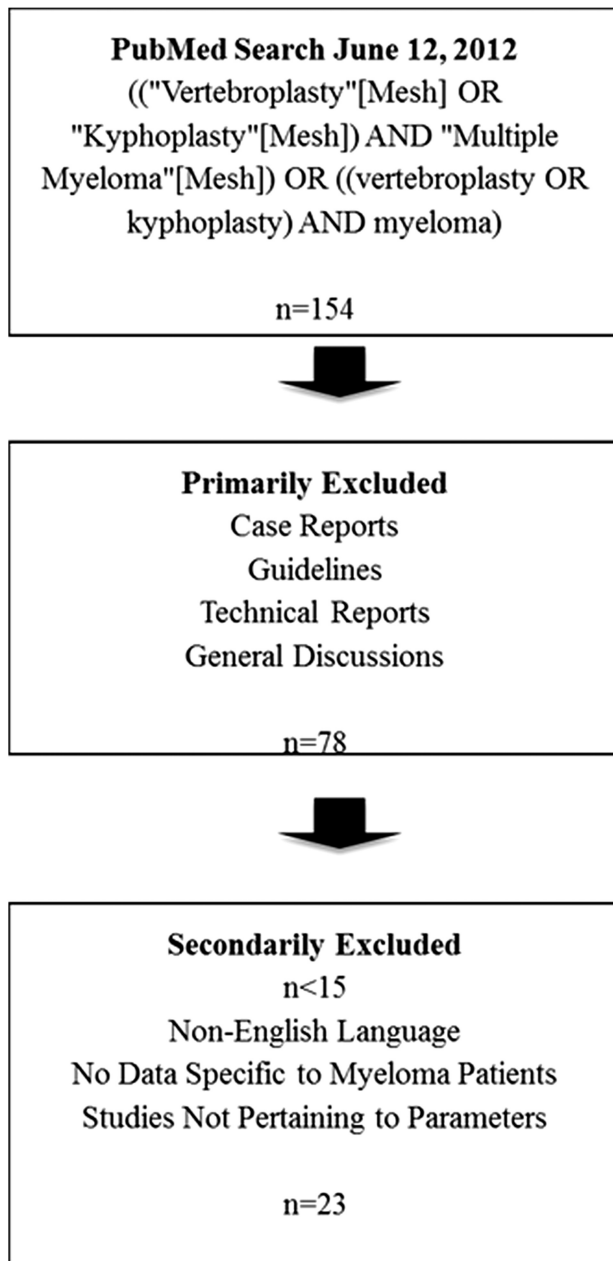 PubMed Search June 12, 2012
(("Vertebroplasty"[Mesh] OR
"Kyphoplasty"[Mesh]) AND "Multiple
Myeloma"[Mesh]) OR ((vertebroplasty OR
kyphoplasty) AND myeloma)
n=154
Primarily Excluded
Case Reports
Guidelines
Technical Reports
General Discussions
n=78
Secondarily Excluded
n<15
Non-English Language
No Data Specific to Myeloma Patients
Studies Not Pertaining to Parameters
n=23